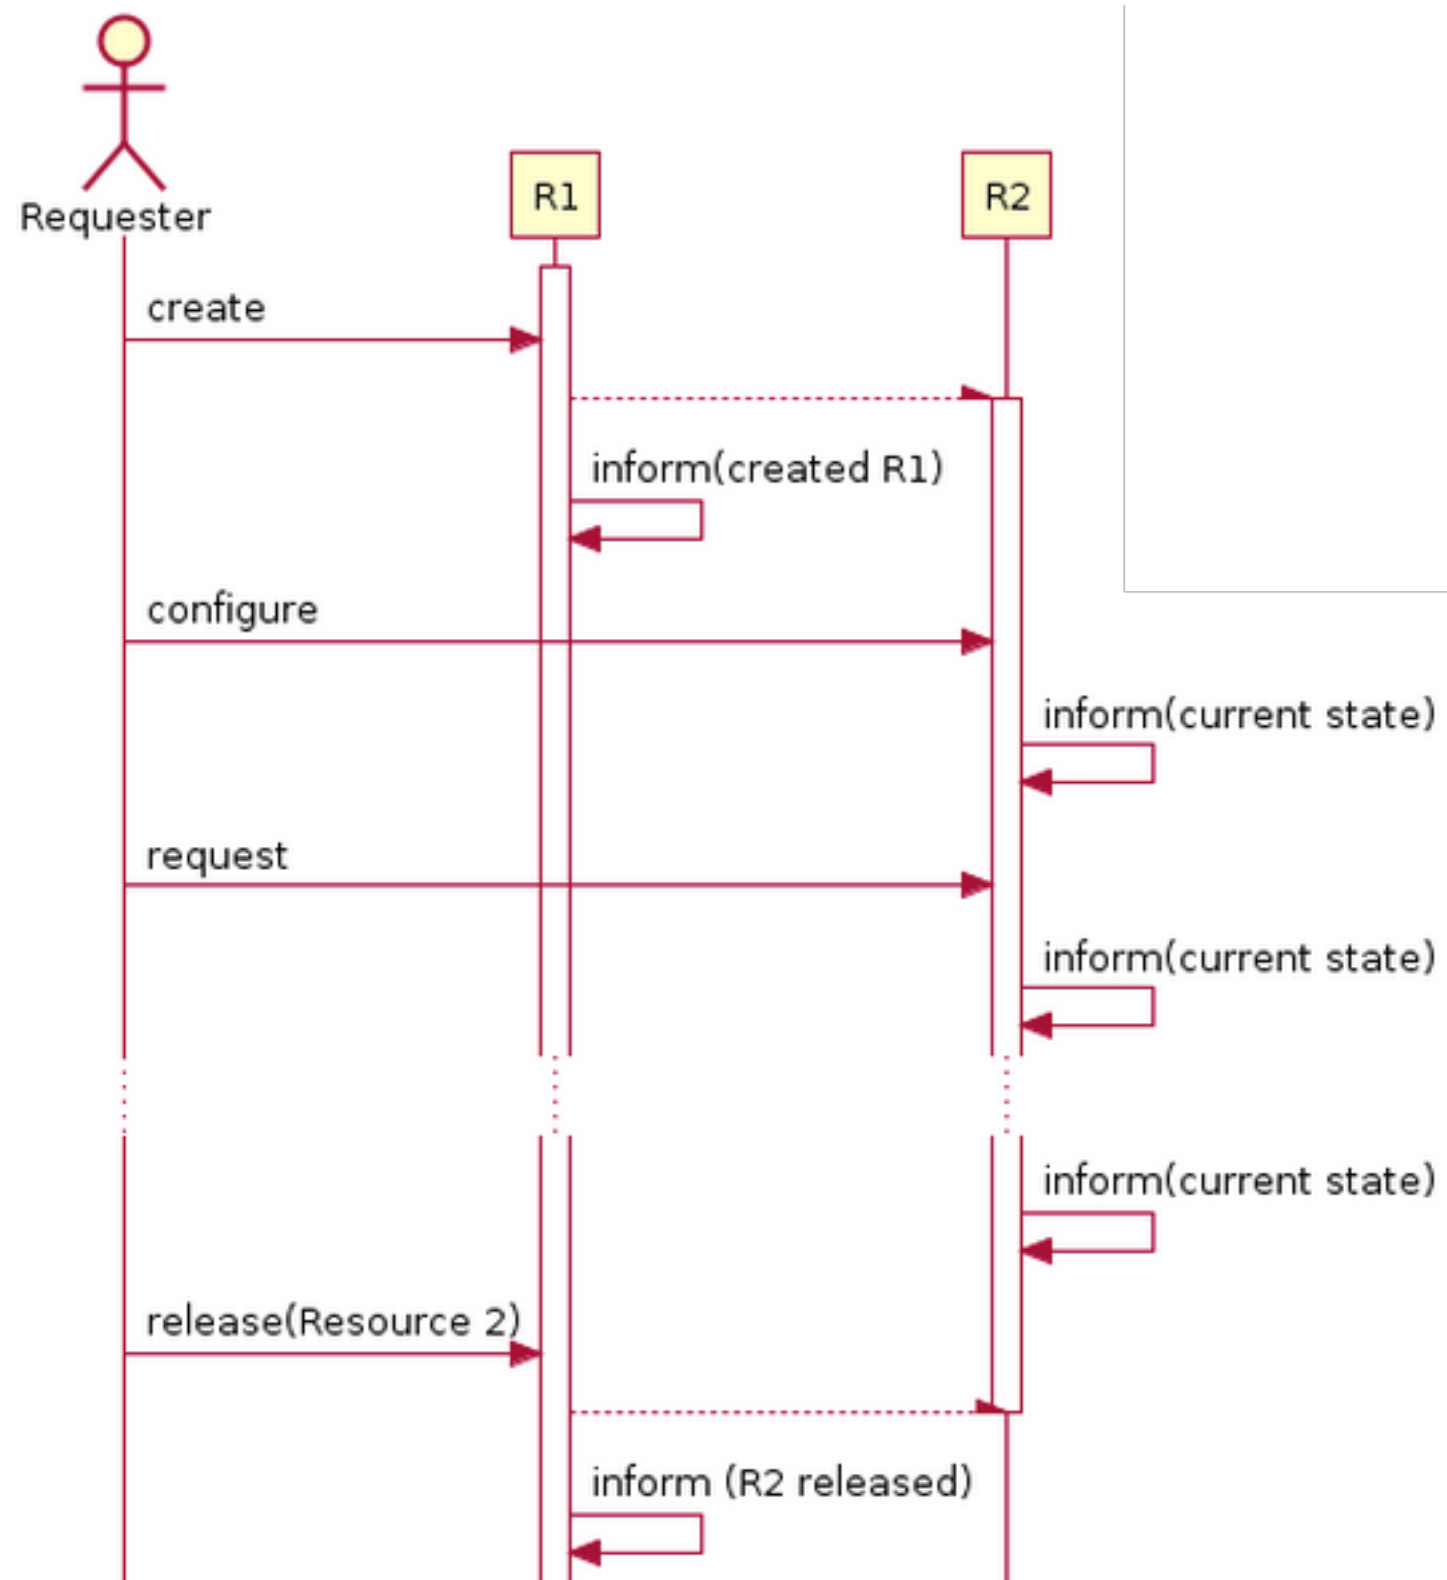 Requester
R1
R2
create
inform(created R1)
configure
inform(current state)
request
inform(current state)
inform(current state)
release(Resource 2)
inform (R2 released)